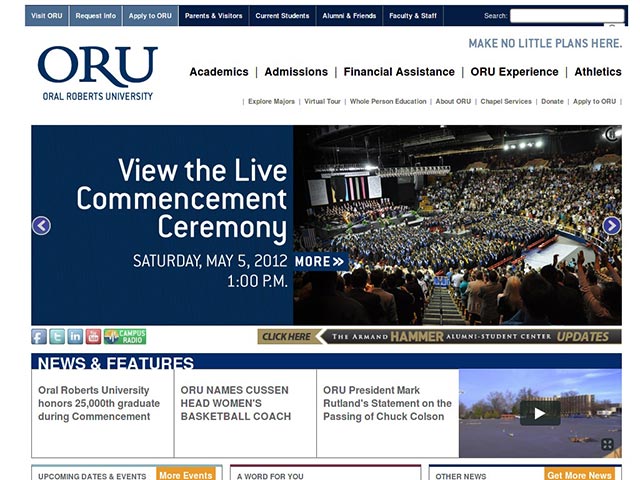 Visit ORU Request Info Apply to ORU Parents & Visitors Current Students Alumni & Friends Faculty & Staff Search:
MAKE NO LITTLE PLANS HERE.
ORU
ORAL ROBERTS UNIVERSITY
Academics | Admissions | Financial Assistance | ORU Experience | Athletics
| Explore Majors | Virtual Tour | Whole Person Education | About ORU | Chapel Services | Donate | Apply to ORU |
View the Live
Commencement
Ceremony
SATURDAY, MAY 5, 2012
1:00 P.M.
MORE »
CAMPUS
RADIO
CLICK HERE THE ARMAND HAMMER ALUMNI-STUDENT CENTER UPDATES
NEWS & FEATURES
Oral Roberts University
honors 25,000th graduate
during Commencement
ORU NAMES CUSSEN
HEAD WOMEN'S
BASKETBALL COACH
ORU President Mark
Rutland's Statement on the
Passing of Chuck Colson
UPCOMING DATES & EVENTS More Events
A WORD FOR YOU
OTHER NEWS Get More News